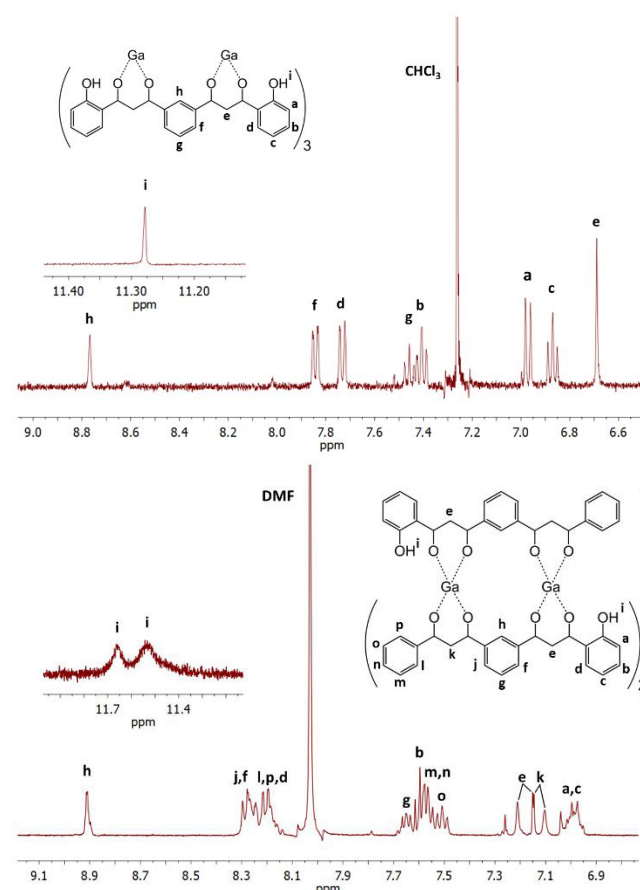 Ga Ga
OH O O O O OH i
h
a
e
f d b
g c
3
CHCl3
i
11.40 11.30 11.20
ppm
h f d g b a c e
9.0 8.8 8.6 8.4 8.2 8.0 7.8 7.6 7.4 7.2 7.0 6.8 6.6
ppm
DMF
e
OH i O O O O
Ga Ga
O O O O OH i
p h a
o k e
n l j f d b
m g c
2
i i
11.7 11.4
ppm
h j,f l,p,d g b m,n o e k a,c
9.1 8.9 8.7 8.5 8.3 8.1 7.9 7.7 7.5 7.3 7.1 6.9
ppm